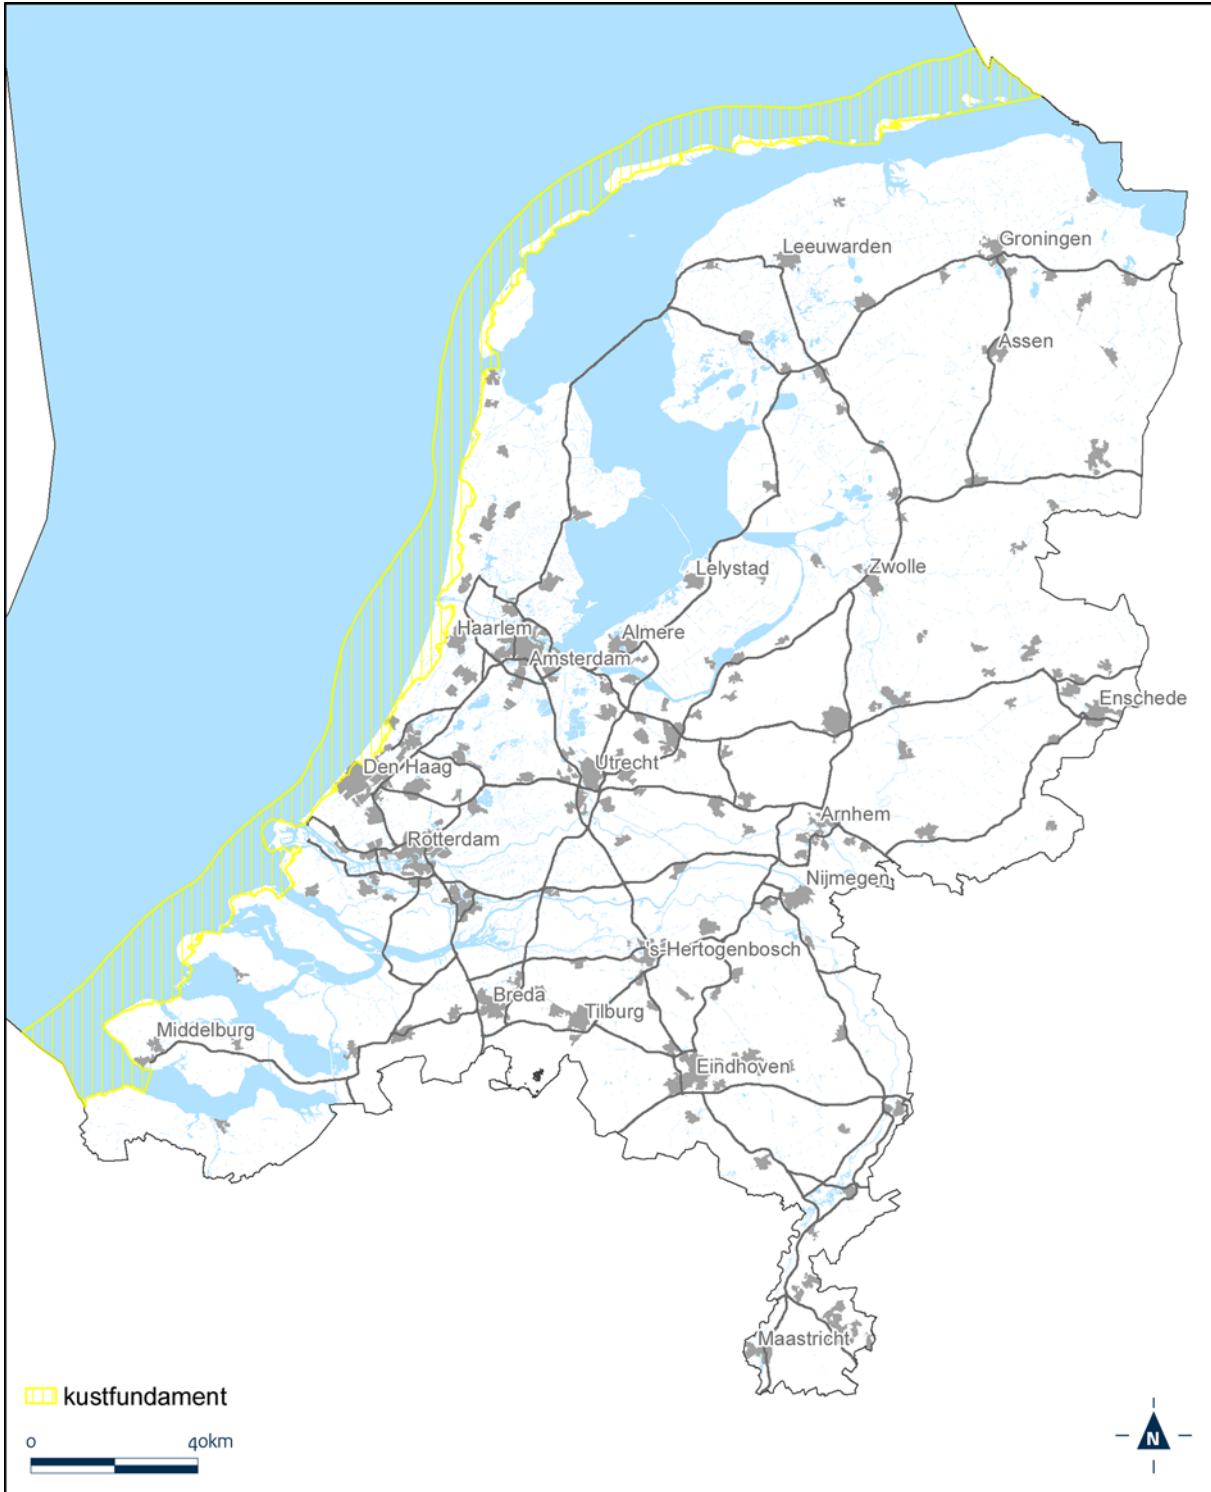 Leeuwarden
Groningen
Assen
Lelystad
Zwolle
Haarlem
Almere
Amsterdam
Enschede
Den Haag
Utrecht
Arnhem
Rotterdam
Nijmegen
's-Hertogenbosch
Breda
Tilburg
Middelburg
Eindhoven
Maastricht
kustfundament
0 40km
N